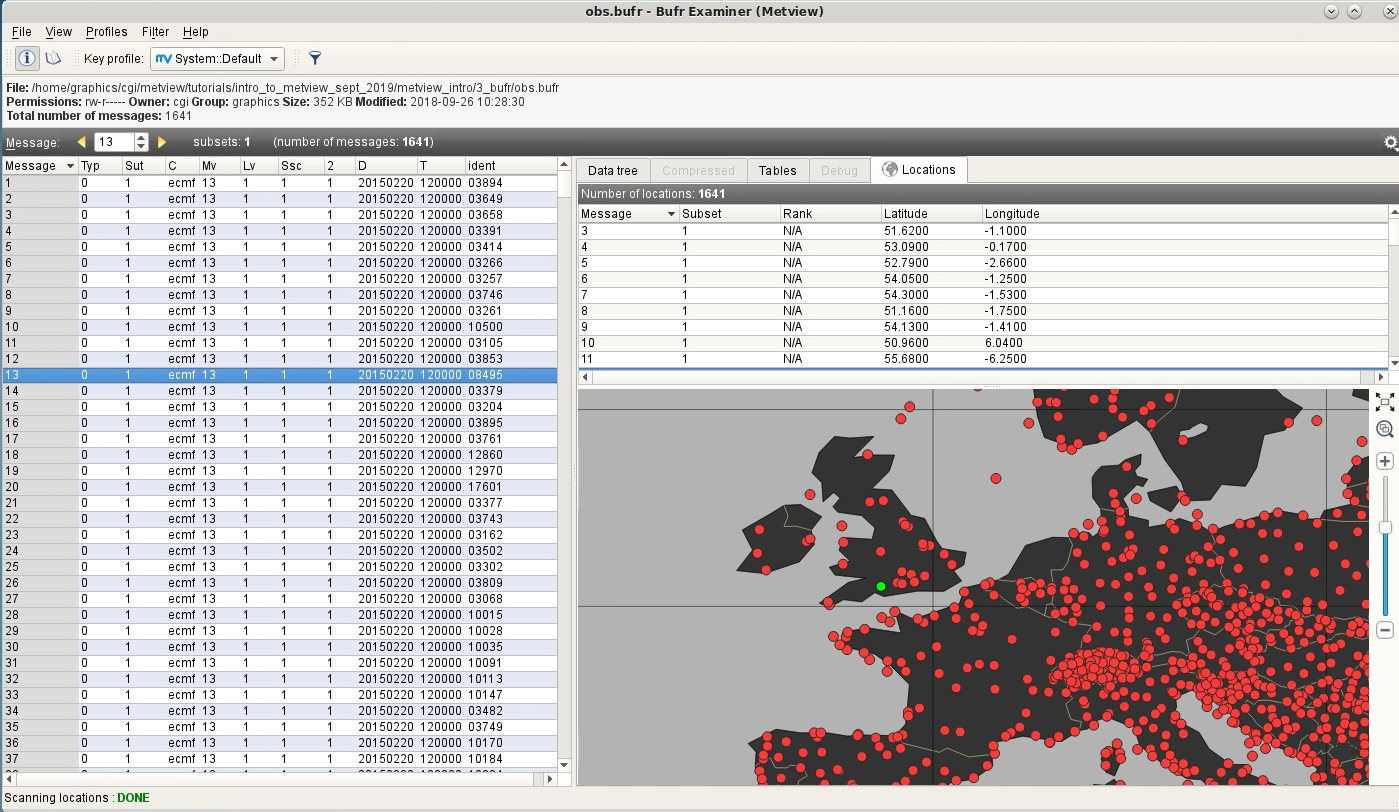 obs.bufr - Bufr Examiner (Metview)
File View Profiles Filter Help
Key profile: System::Default
File: /home/graphics/cgi/metview/tutorials/intro_to_metview_sept_2019/metview_intro/3_bufr/obs.bufr
Permissions: rw-r----- Owner: cgi Group: graphics Size: 352 KB Modified: 2018-09-26 10:28:30
Total number of messages: 1641
Message: 13 subsets: 1 (number of messages: 1641)
Message Typ Sut C Mv Lv Ssc 2 D T ident
1 0 1 ecmf 13 1 1 1 20150220 120000 03894
2 0 1 ecmf 13 1 1 1 20150220 120000 03649
3 0 1 ecmf 13 1 1 1 20150220 120000 03658
4 0 1 ecmf 13 1 1 1 20150220 120000 03391
5 0 1 ecmf 13 1 1 1 20150220 120000 03414
6 0 1 ecmf 13 1 1 1 20150220 120000 03266
7 0 1 ecmf 13 1 1 1 20150220 120000 03257
8 0 1 ecmf 13 1 1 1 20150220 120000 03746
9 0 1 ecmf 13 1 1 1 20150220 120000 03261
10 0 1 ecmf 13 1 1 1 20150220 120000 10500
11 0 1 ecmf 13 1 1 1 20150220 120000 03105
12 0 1 ecmf 13 1 1 1 20150220 120000 03853
13 0 1 ecmf 13 1 1 1 20150220 120000 08495
14 0 1 ecmf 13 1 1 1 20150220 120000 03379
15 0 1 ecmf 13 1 1 1 20150220 120000 03204
16 0 1 ecmf 13 1 1 1 20150220 120000 03895
17 0 1 ecmf 13 1 1 1 20150220 120000 03761
18 0 1 ecmf 13 1 1 1 20150220 120000 12860
19 0 1 ecmf 13 1 1 1 20150220 120000 12970
20 0 1 ecmf 13 1 1 1 20150220 120000 17601
21 0 1 ecmf 13 1 1 1 20150220 120000 03377
22 0 1 ecmf 13 1 1 1 20150220 120000 03743
23 0 1 ecmf 13 1 1 1 20150220 120000 03162
24 0 1 ecmf 13 1 1 1 20150220 120000 03502
25 0 1 ecmf 13 1 1 1 20150220 120000 03302
26 0 1 ecmf 13 1 1 1 20150220 120000 03809
27 0 1 ecmf 13 1 1 1 20150220 120000 03068
28 0 1 ecmf 13 1 1 1 20150220 120000 10015
29 0 1 ecmf 13 1 1 1 20150220 120000 10028
30 0 1 ecmf 13 1 1 1 20150220 120000 10035
31 0 1 ecmf 13 1 1 1 20150220 120000 10091
32 0 1 ecmf 13 1 1 1 20150220 120000 10113
33 0 1 ecmf 13 1 1 1 20150220 120000 10147
34 0 1 ecmf 13 1 1 1 20150220 120000 03482
35 0 1 ecmf 13 1 1 1 20150220 120000 03749
36 0 1 ecmf 13 1 1 1 20150220 120000 10170
37 0 1 ecmf 13 1 1 1 20150220 120000 10184
Data tree Compressed Tables Debug Locations
Number of locations: 1641
Message Subset Rank Latitude Longitude
3 1 N/A 51.6200 -1.1000
4 1 N/A 53.0900 -0.1700
5 1 N/A 52.7900 -2.6600
6 1 N/A 54.0500 -1.2500
7 1 N/A 54.3000 -1.5300
8 1 N/A 51.1600 -1.7500
9 1 N/A 54.1300 -1.4100
10 1 N/A 50.9600 6.0400
11 1 N/A 55.6800 -6.2500
Scanning locations : DONE